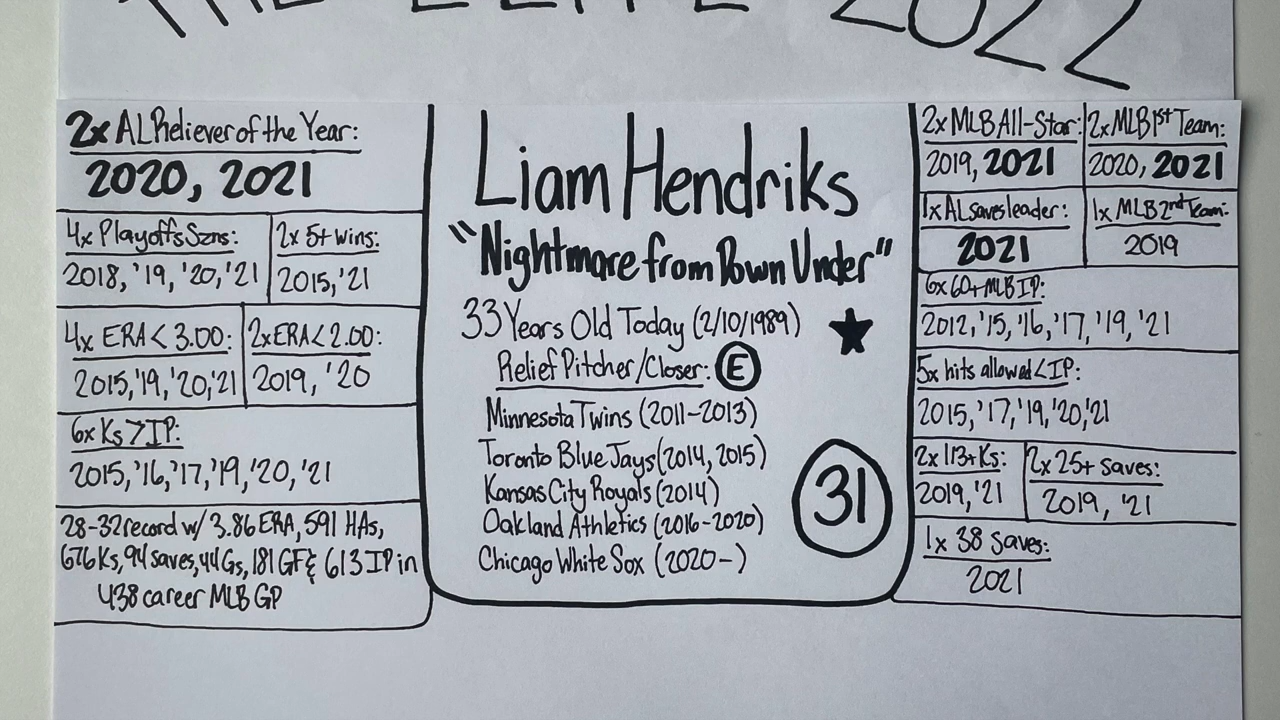 THE ELITE 2022
2x AL Reliever of the Year:
2020, 2021
4x Playoffs Szns:
2018, '19, '20, '21
2x 5+ wins:
2015, '21
4x ERA < 3.00:
2015, '19, '20, '21
2x ERA < 2.00:
2019, '20
6x Ks > IP:
2015, '16, '17, '19, '20, '21
28-32 record w/ 3.86 ERA, 591 HAs,
676 Ks, 94 saves, 44 Gs, 181 GF & 613 IP in
438 career MLB GP
Liam Hendriks
"Nightmare from Down Under"
33 Years Old Today (2/10/1989)
Relief Pitcher/Closer: E
Minnesota Twins (2011-2013)
Toronto Blue Jays (2014, 2015)
Kansas City Royals (2014)
Oakland Athletics (2016-2020)
Chicago White Sox (2020-)
31
2x MLB All-Star:
2019, 2021
2x MLB 1st Team:
2020, 2021
1x AL saves leader:
2021
1x MLB 2nd Team:
2019
6x 60+ MLB IP:
2012, '15, '16, '17, '19, '21
5x hits allowed < IP:
2015, '17, '19, '20, '21
2x 113+ Ks:
2019, '21
2x 25+ saves:
2019, '21
1x 38 saves:
2021